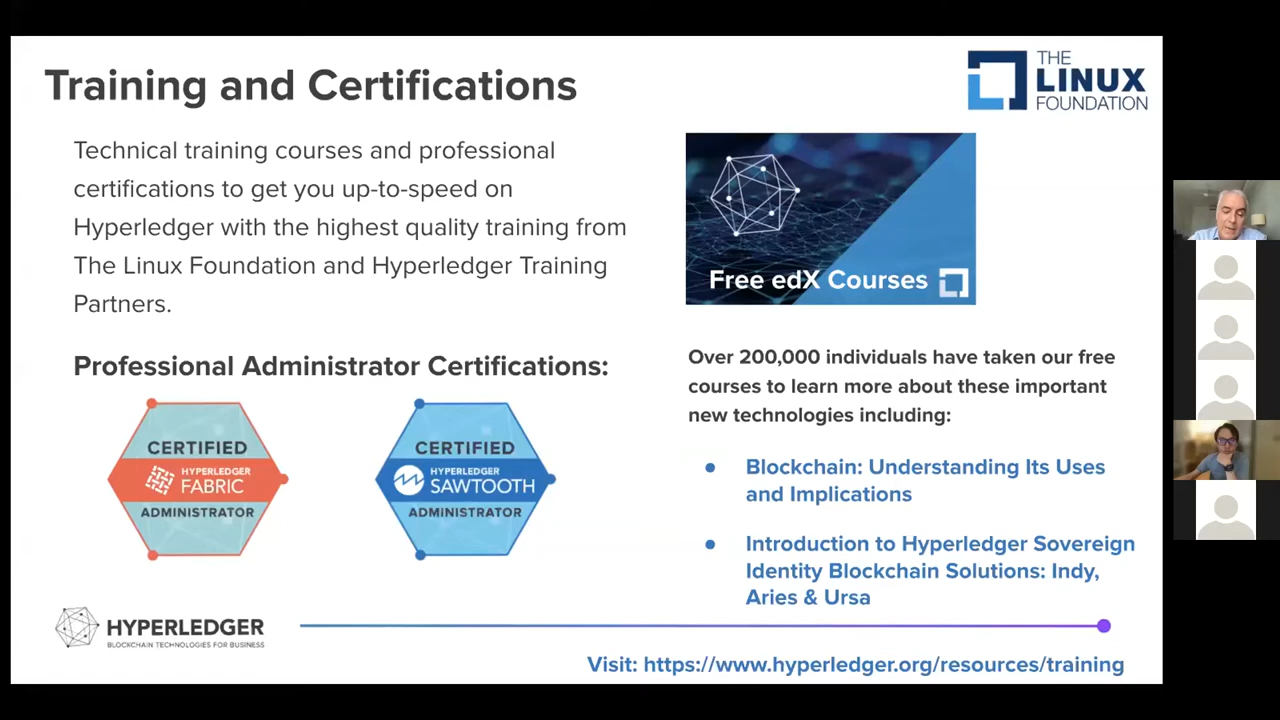 Training and Certifications
THE
LINUX
FOUNDATION
Technical training courses and professional
certifications to get you up-to-speed on
Hyperledger with the highest quality training from
The Linux Foundation and Hyperledger Training
Partners.
Professional Administrator Certifications:
CERTIFIED
HYPERLEDGER
FABRIC
ADMINISTRATOR
CERTIFIED
HYPERLEDGER
SAWTOOTH
ADMINISTRATOR
Free edX Courses
Over 200,000 individuals have taken our free
courses to learn more about these important
new technologies including:
● Blockchain: Understanding Its Uses
and Implications
● Introduction to Hyperledger Sovereign
Identity Blockchain Solutions: Indy,
Aries & Ursa
HYPERLEDGER
BLOCKCHAIN TECHNOLOGIES FOR BUSINESS
Visit: https://www.hyperledger.org/resources/training